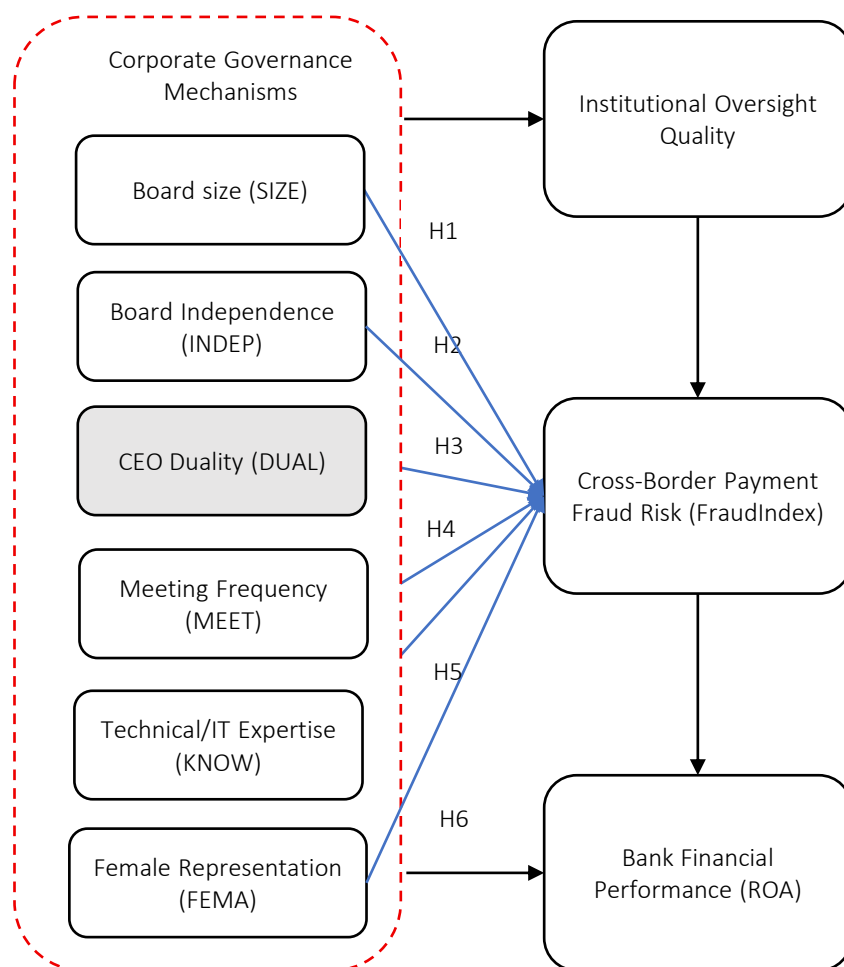 Corporate Governance
Mechanisms
Board size (SIZE)
Board Independence
(INDEP)
CEO Duality (DUAL)
Meeting Frequency
(MEET)
Technical/IT Expertise
(KNOW)
Female Representation
(FEMA)
H1
H2
H3
H4
H5
H6
Institutional Oversight
Quality
Cross-Border Payment
Fraud Risk (FraudIndex)
Bank Financial
Performance (ROA)